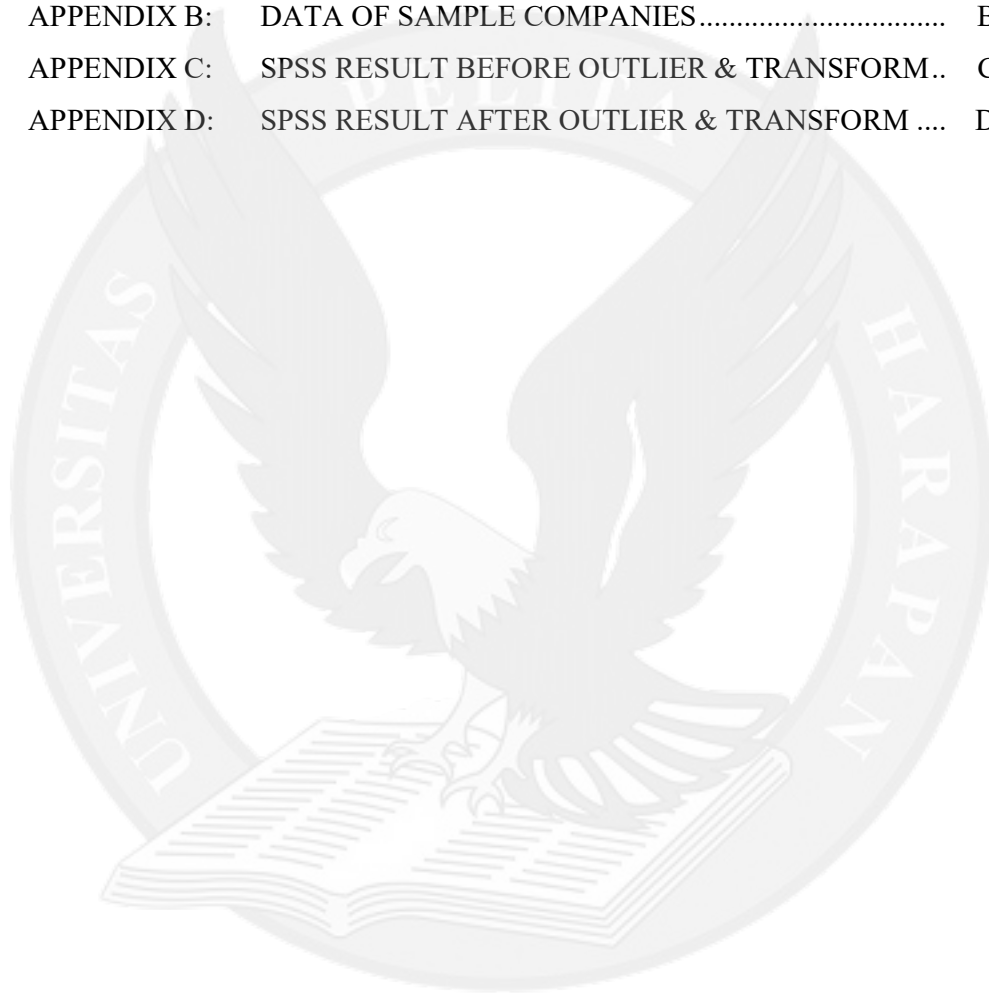 APPENDIX B: DATA OF SAMPLE COMPANIES............................... B
APPENDIX C: SPSS RESULT BEFORE OUTLIER & TRANSFORM.. C
APPENDIX D: SPSS RESULT AFTER OUTLIER & TRANSFORM .... D
UNIVERSITAS PELITA HARAPAN